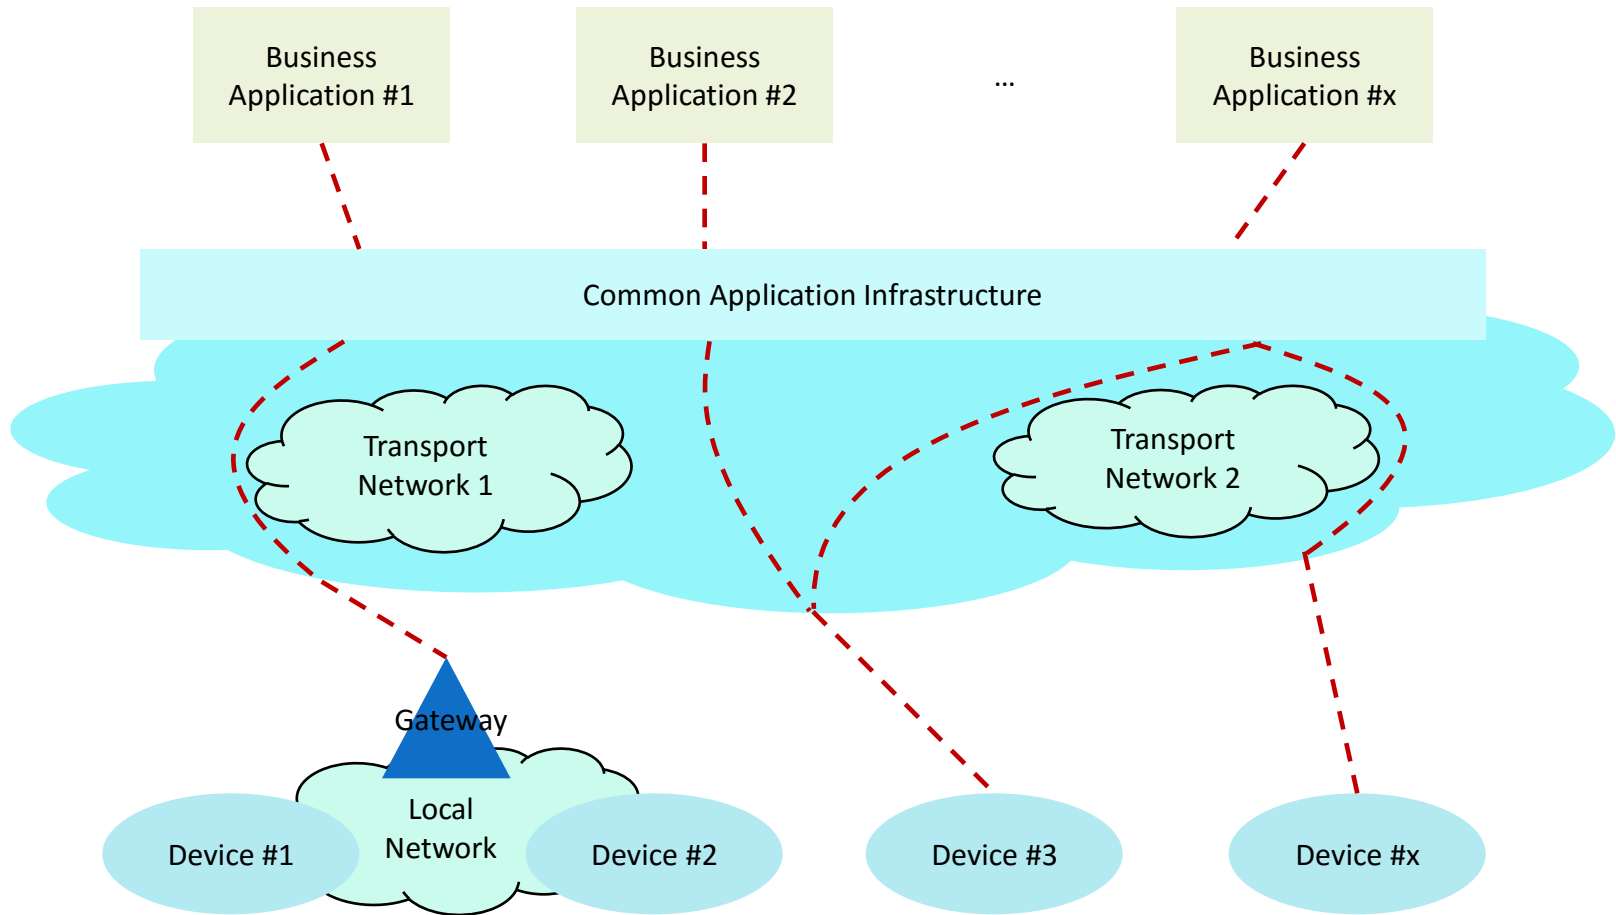 Business
Application #1
Business
Application #2
...
Business
Application #x
Common Application Infrastructure
Transport
Network 1
Transport
Network 2
Gateway
Local
Network
Device #1
Device #2
Device #3
Device #x